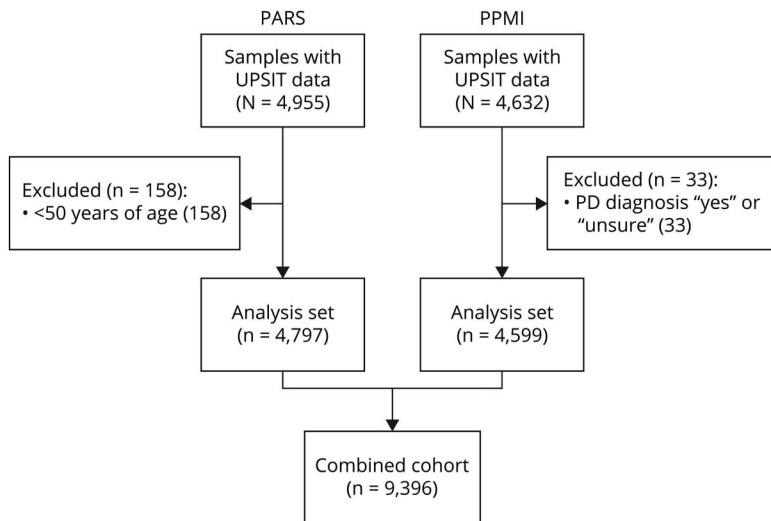 PARS
PPMI
Samples with
UPSIT data
(N = 4,955)
Samples with
UPSIT data
(N = 4,632)
Excluded (n = 158):
• <50 years of age (158)
Excluded (n = 33):
• PD diagnosis “yes” or
“unsure” (33)
Analysis set
(n = 4,797)
Analysis set
(n = 4,599)
Combined cohort
(n = 9,396)